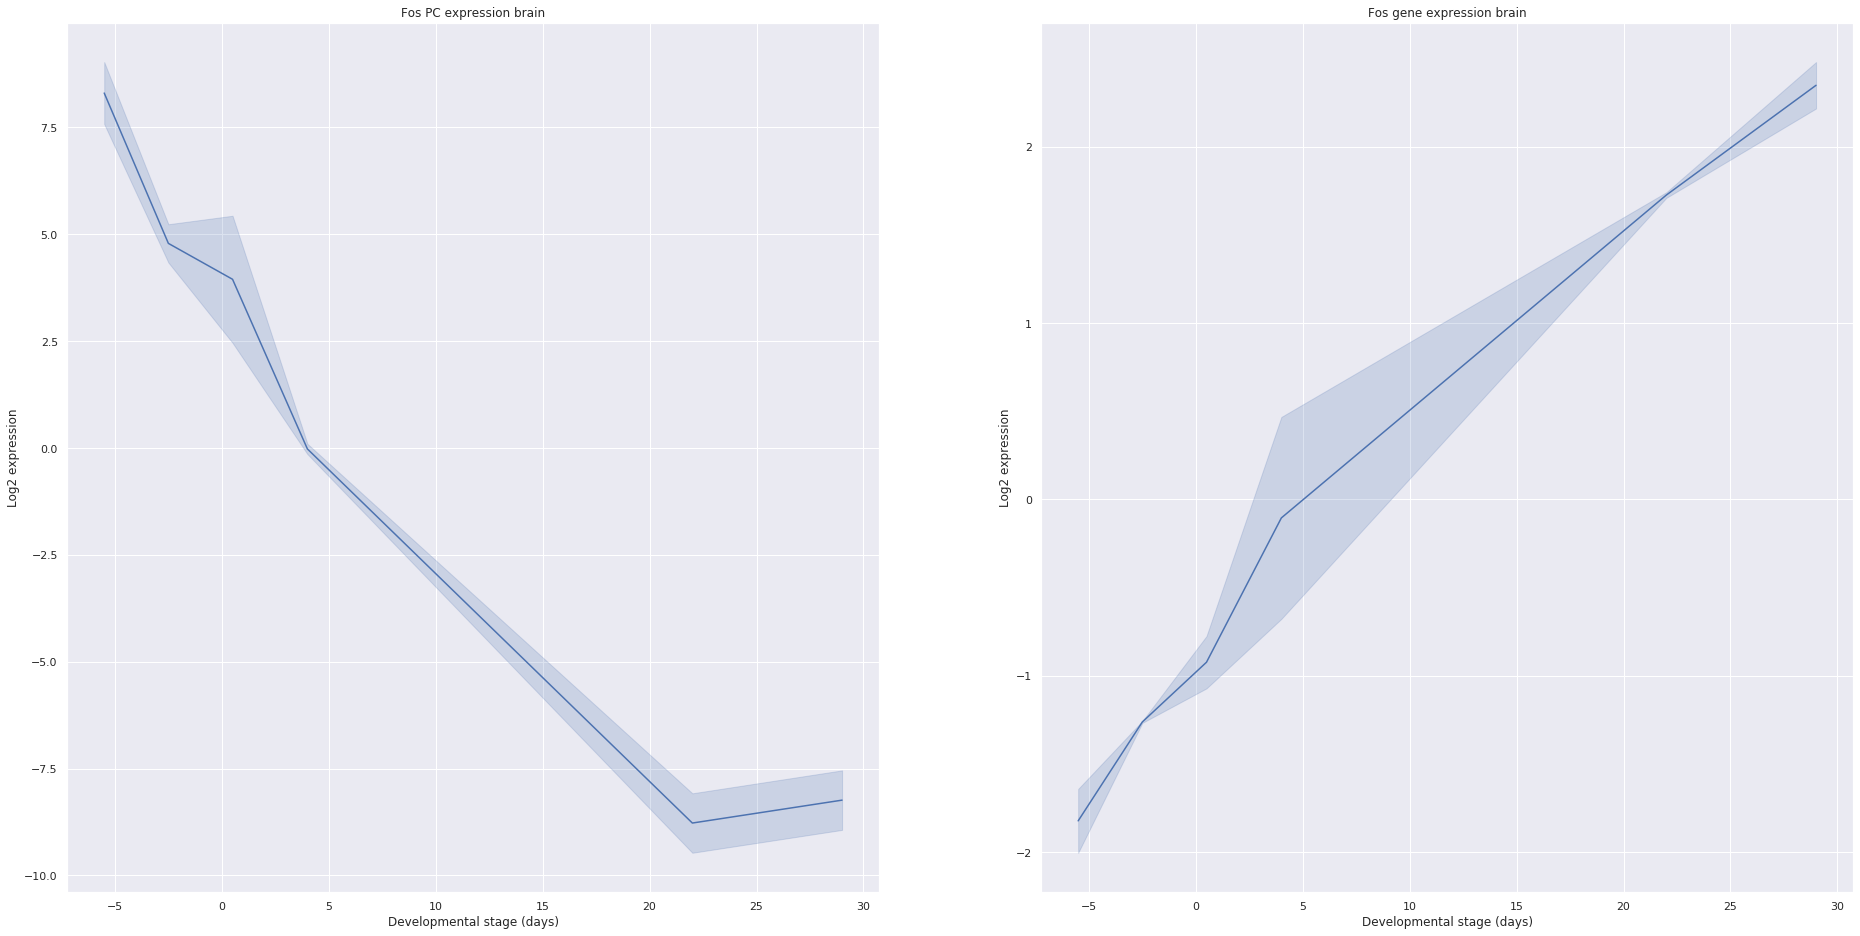 Fos PC expression brain
Log2 expression
7.5
5.0
2.5
0.0
−2.5
−5.0
−7.5
−10.0
−5 0 5 10 15 20 25 30
Developmental stage (days)
Fos gene expression brain
Log2 expression
2
1
0
−1
−2
−5 0 5 10 15 20 25 30
Developmental stage (days)